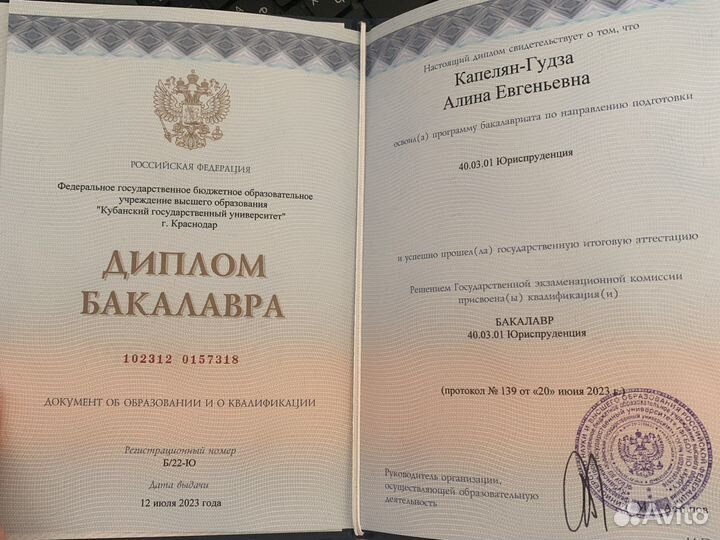 РОССИЙСКАЯ ФЕДЕРАЦИЯ
Федеральное государственное бюджетное образовательное
учреждение высшего образования
"Кубанский государственный университет"
г. Краснодар
ДИПЛОМ
БАКАЛАВРА
102312 0157318
ДОКУМЕНТ ОБ ОБРАЗОВАНИИ И О КВАЛИФИКАЦИИ
Регистрационный номер
Б/22-Ю
Дата выдачи
12 июля 2023 года
Настоящий диплом свидетельствует о том, что
Капелян-Гудза
Алина Евгеньевна
освоил(а) программу бакалавриата по направлению подготовки
40.03.01 Юриспруденция
и успешно прошел(ла) государственную итоговую аттестацию
Решением Государственной экзаменационной комиссии
присвоена(ы) квалификация(и)
БАКАЛАВР
40.03.01 Юриспруденция
(протокол № 139 от «20» июня 2023 г.)
Руководитель организации,
осуществляющей образовательную
деятельность
Avito